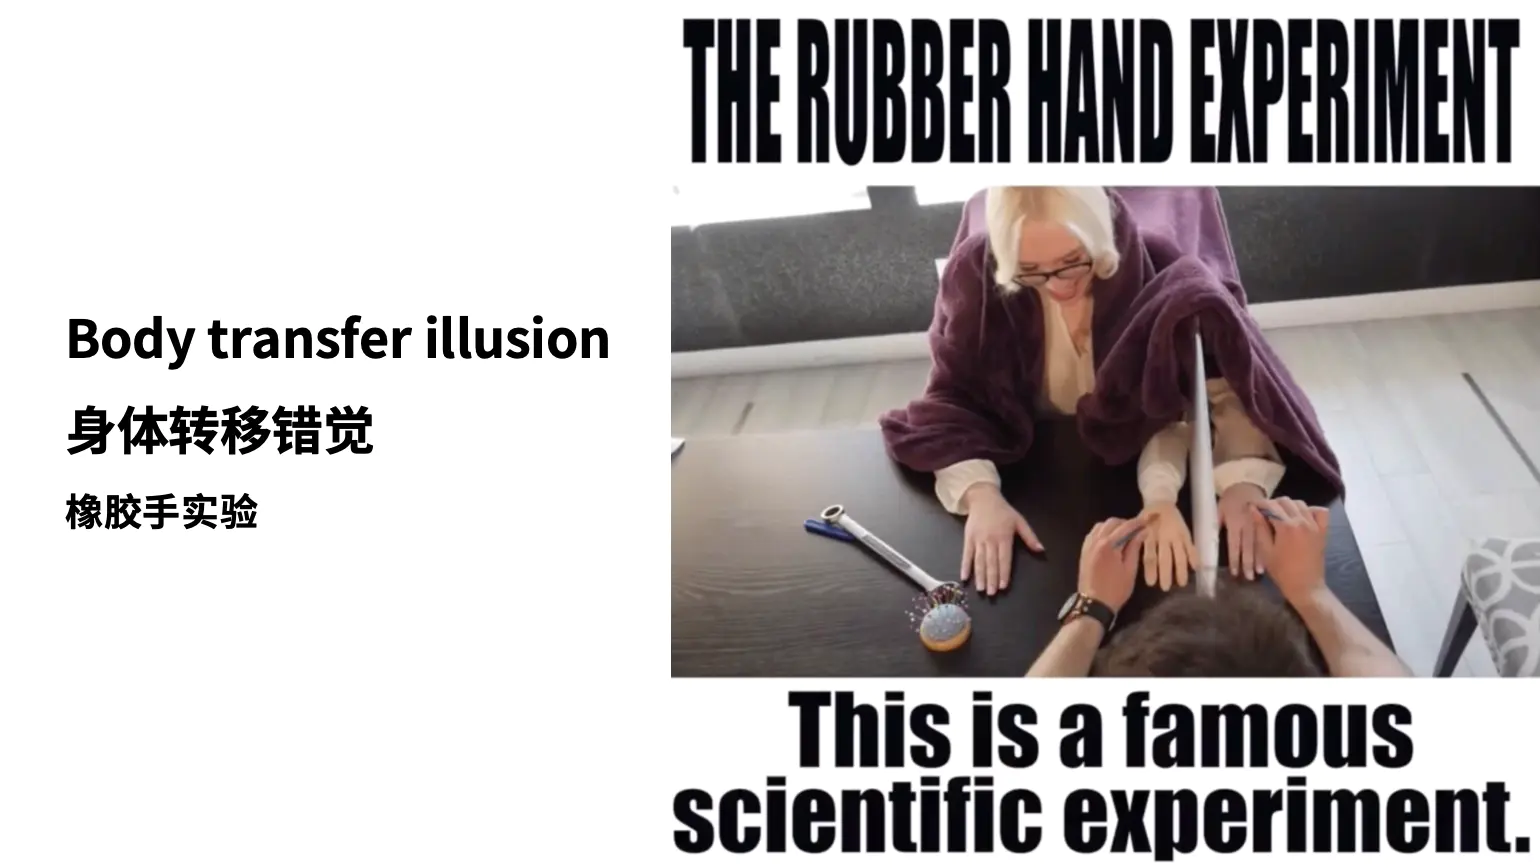 Body transfer illusion
身体转移错觉
橡胶手实验
THE RUBBER HAND EXPERIMENT
This is a famous
scientific experiment.